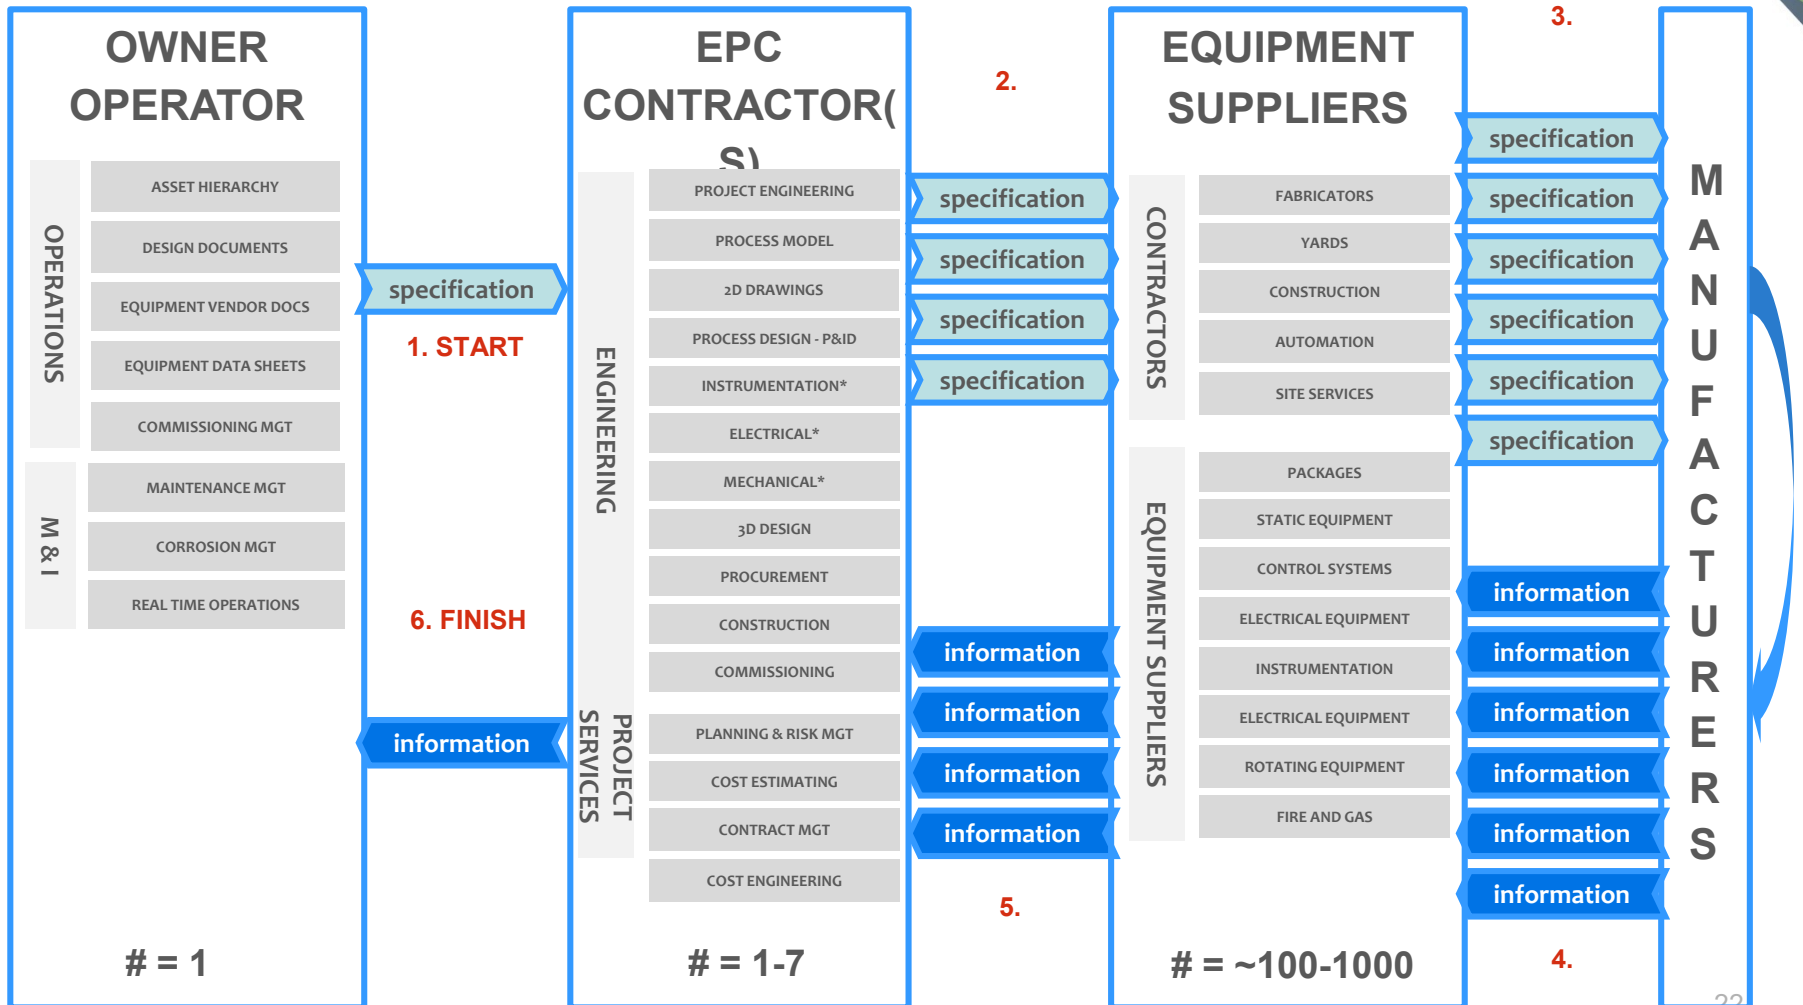 OWNER
OPERATOR
OPERATIONS
ASSET HIERARCHY
DESIGN DOCUMENTS
EQUIPMENT VENDOR DOCS
EQUIPMENT DATA SHEETS
COMMISSIONING MGT
M & I
MAINTENANCE MGT
CORROSION MGT
REAL TIME OPERATIONS
# = 1
specification
1. START
6. FINISH
information
EPC
CONTRACTOR(
S)
ENGINEERING
PROJECT ENGINEERING
PROCESS MODEL
2D DRAWINGS
PROCESS DESIGN - P&ID
INSTRUMENTATION*
ELECTRICAL*
MECHANICAL*
3D DESIGN
PROCUREMENT
CONSTRUCTION
COMMISSIONING
PROJECT
SERVICES
PLANNING & RISK MGT
COST ESTIMATING
CONTRACT MGT
COST ENGINEERING
# = 1-7
2.
specification
specification
specification
specification
information
information
information
information
5.
EQUIPMENT
SUPPLIERS
CONTRACTORS
FABRICATORS
YARDS
CONSTRUCTION
AUTOMATION
SITE SERVICES
EQUIPMENT SUPPLIERS
PACKAGES
STATIC EQUIPMENT
CONTROL SYSTEMS
ELECTRICAL EQUIPMENT
INSTRUMENTATION
ELECTRICAL EQUIPMENT
ROTATING EQUIPMENT
FIRE AND GAS
# = ~100-1000
3.
specification
specification
specification
specification
specification
specification
information
information
information
information
information
information
4.
MANUFACTURERS
22